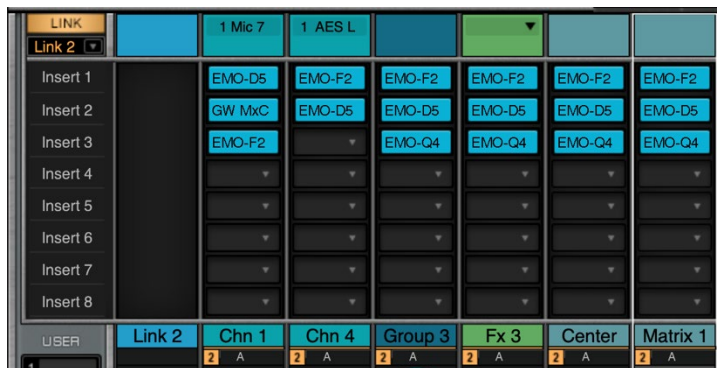 LINK
1 Mic 7
1 AES L
Link 2
Insert 1
EMO-D5
EMO-F2
EMO-F2
EMO-F2
EMO-F2
EMO-F2
Insert 2
GW MxC
EMO-D5
EMO-D5
EMO-D5
EMO-D5
EMO-D5
Insert 3
EMO-F2
EMO-Q4
EMO-Q4
EMO-Q4
EMO-Q4
Insert 4
Insert 5
Insert 6
Insert 7
Insert 8
USER
Link 2
Chn 1
Chn 4
Group 3
Fx 3
Center
Matrix 1
2 A
2 A
2 A
2 A
2 A
2 A
1